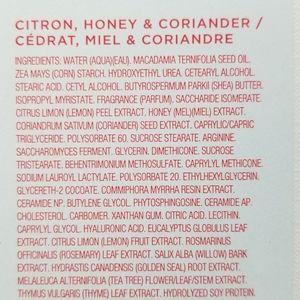 CITRON, HONEY & CORIANDER /
CÉDRAT, MIEL & CORIANDRE
INGREDIENTS: WATER (AQUA)(EAU). MACADAMIA TERNIFOLIA SEED OIL.
ZEA MAYS (CORN) STARCH. HYDROXYETHYL UREA. CETEARYL ALCOHOL.
STEARIC ACID. CETYL ALCOHOL. BUTYROSPERMUM PARKII (SHEA) BUTTER.
ISOPROPYL MYRISTATE. FRAGRANCE (PARFUM). SACCHARIDE ISOMERATE.
CITRUS LIMON (LEMON) PEEL EXTRACT. HONEY (MEL)(MIEL) EXTRACT.
CORIANDRUM SATIVUM (CORIANDER) SEED EXTRACT. CAPRYLIC/CAPRIC
TRIGLYCERIDE. POLYSORBATE 60. SUCROSE STEARATE. ARGININE.
SACCHAROMYCES FERMENT. GLYCERIN. DIMETHICONE. SUCROSE
TRISTEARATE. BEHENTRIMONIUM METHOSULFATE. CAPRYLYL METHICONE.
SODIUM LAUROYL LACTYLATE. POLYSORBATE 20. ETHYLHEXYLGLYCERIN.
GLYCERETH-2 COCOATE. COMMIPHORA MYRRHA RESIN EXTRACT.
CERAMIDE NP. BUTYLENE GLYCOL. PHYTOSPHINGOSINE. CERAMIDE AP.
CHOLESTEROL. CARBOMER. XANTHAN GUM. CITRIC ACID. LECITHIN.
CAPRYLYL GLYCOL. HYALURONIC ACID. EUCALYPTUS GLOBULUS LEAF
EXTRACT. CITRUS LIMON (LEMON) FRUIT EXTRACT. ROSMARINUS
OFFICINALIS (ROSEMARY) LEAF EXTRACT. SALIX ALBA (WILLOW) BARK
EXTRACT. HYDRASTIS CANADENSIS (GOLDEN SEAL) ROOT EXTRACT.
MELALEUCA ALTERNIFOLIA (TEA TREE) FLOWER/LEAF/STEM EXTRACT.
THYMUS VULGARIS (THYME) LEAF EXTRACT. HYDROLYZED SOY PROTEIN.